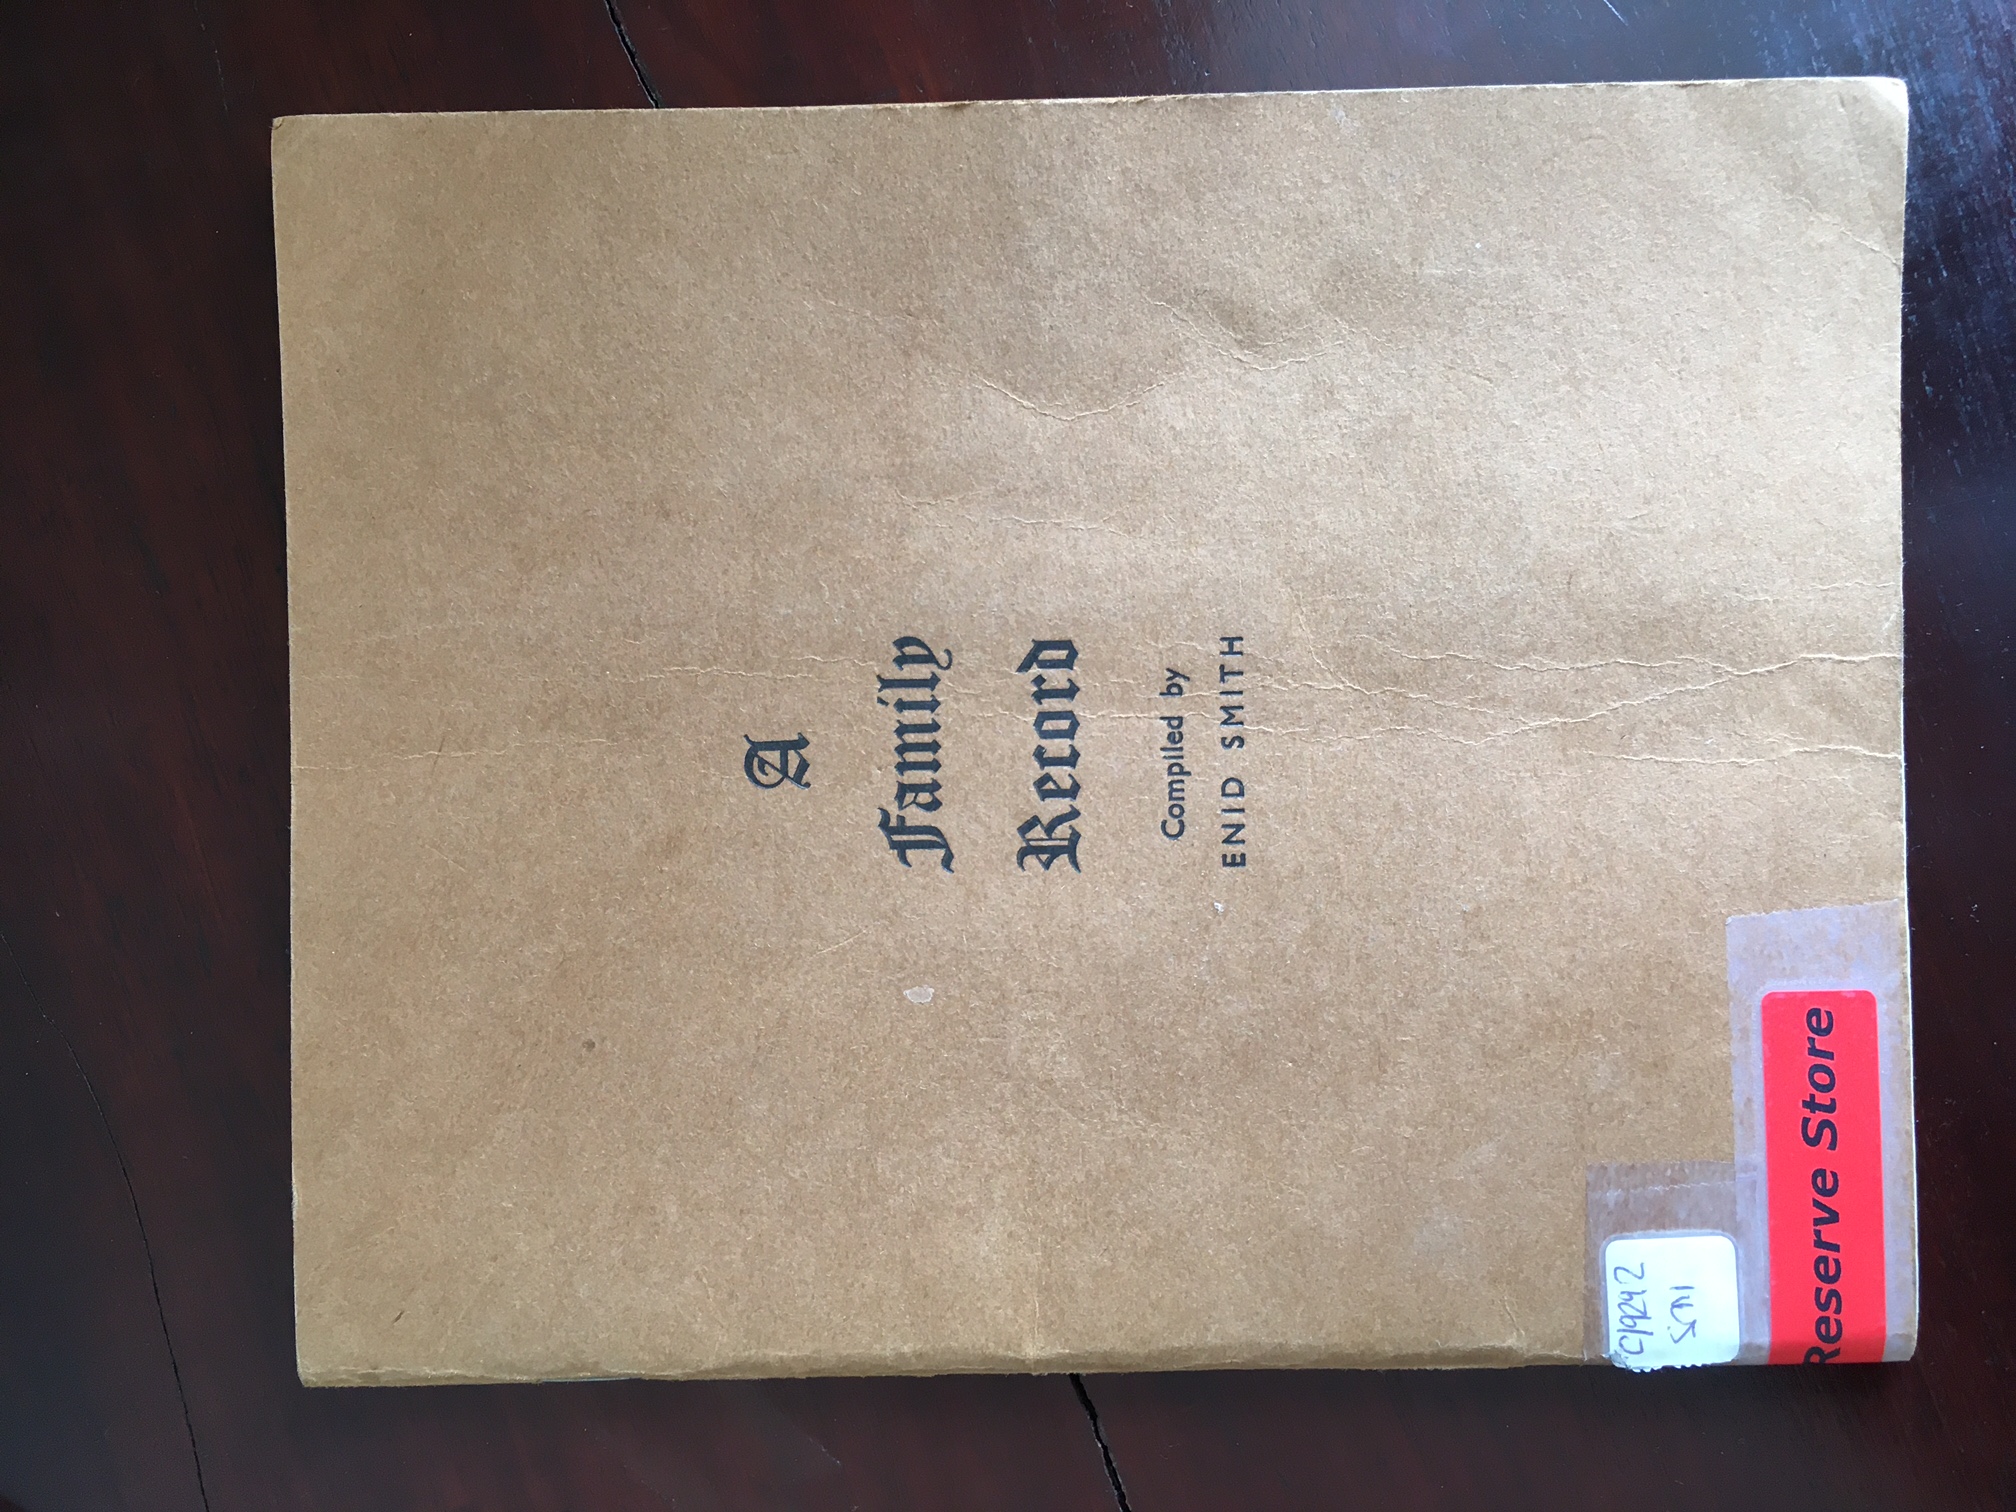 A
Family
Record
Compiled by
ENID SMITH
Reserve Store